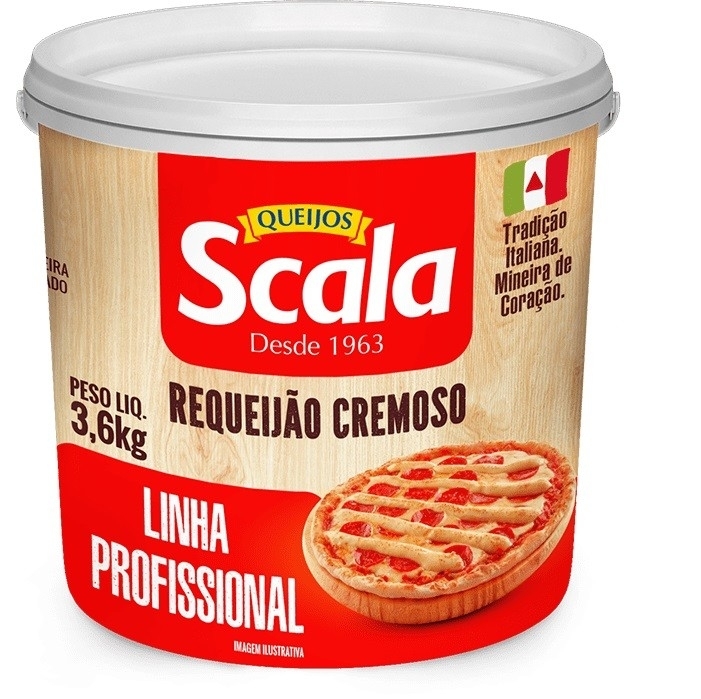 QUEIJOS
Scala
Desde 1963
Tradição
Italiana.
Mineira de
Coração.
PESO LIQ.
3,6kg
REQUEIJÃO CREMOSO
LINHA
PROFISSIONAL
IMAGEM ILUSTRATIVA